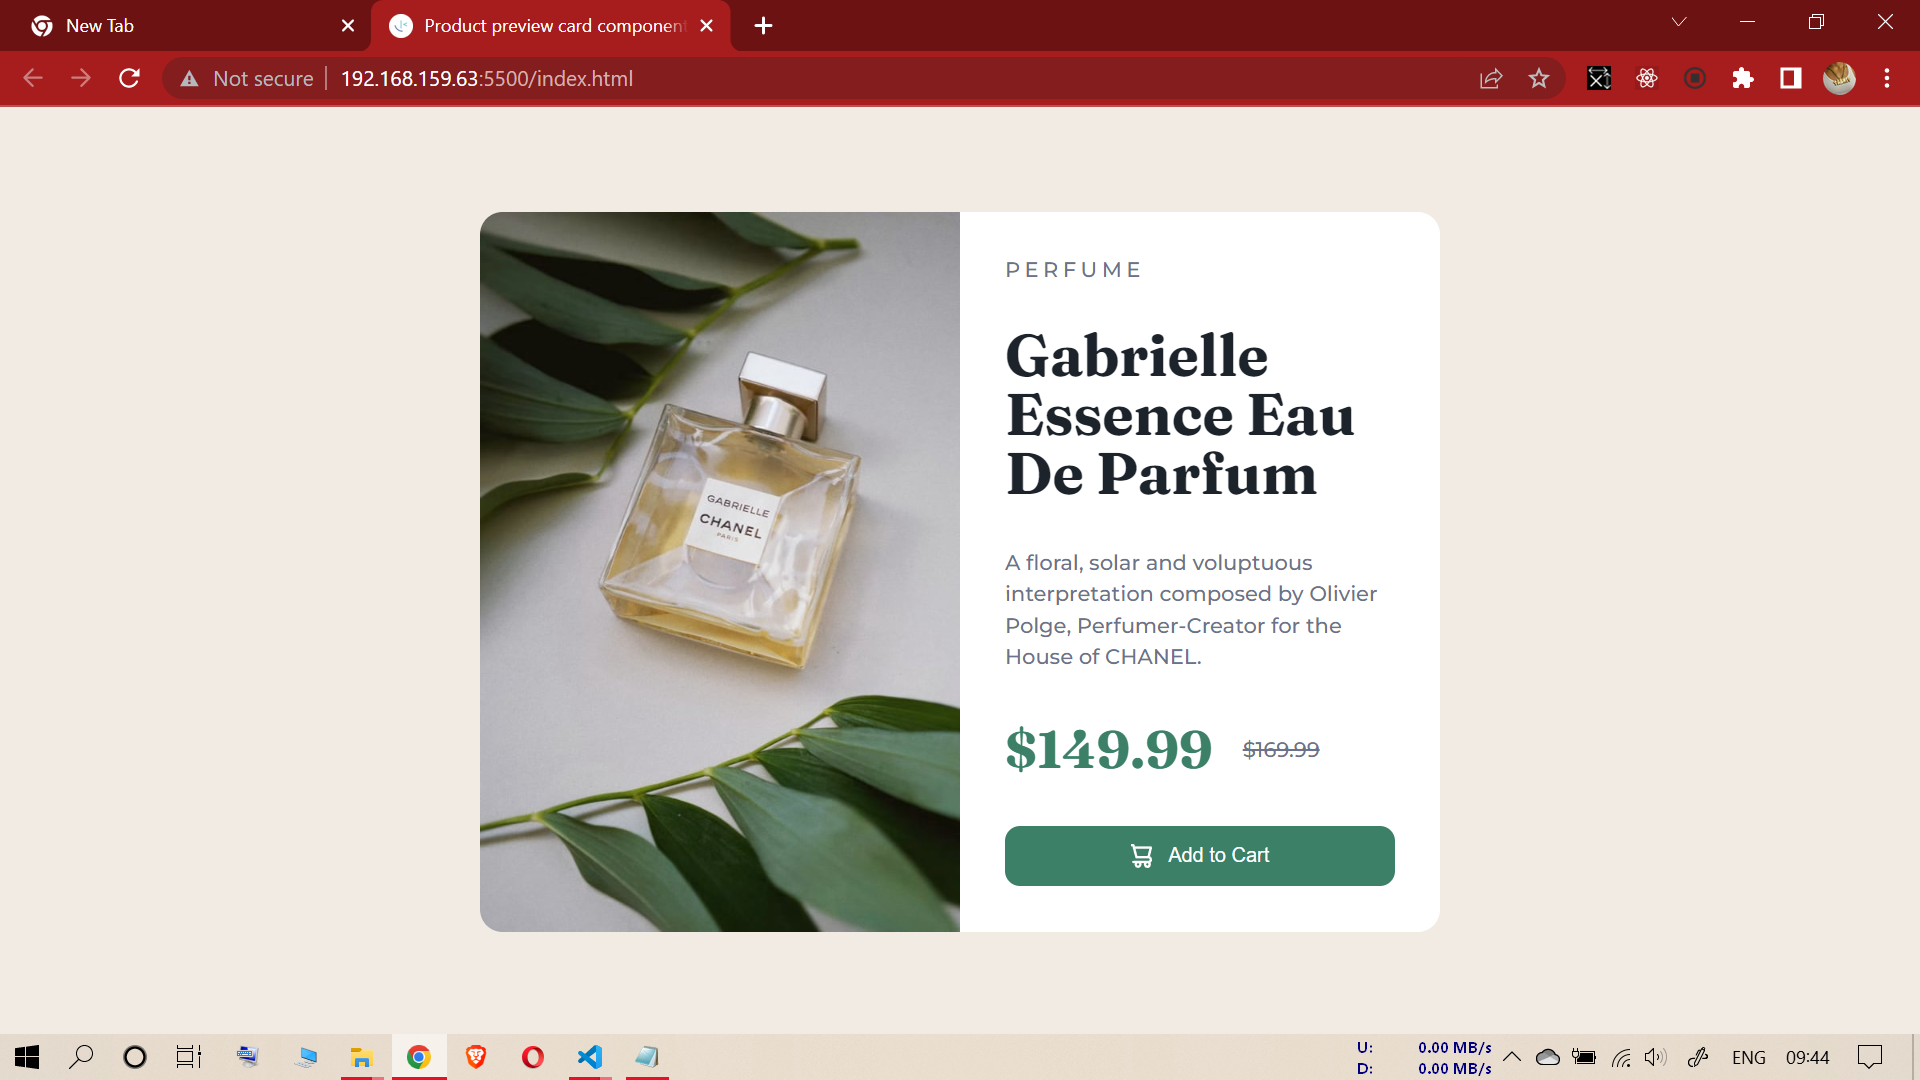 New Tab
Product preview card component
Not secure
192.168.159.63:5500/index.html
GABRIELLE
CHANEL
PARIS
PERFUME
Gabrielle
Essence Eau
De Parfum
A floral, solar and voluptuous
interpretation composed by Olivier
Polge, Perfumer-Creator for the
House of CHANEL.
$149.99 $169.99
Add to Cart
U: 0.00 MB/s
D: 0.00 MB/s
ENG 09:44